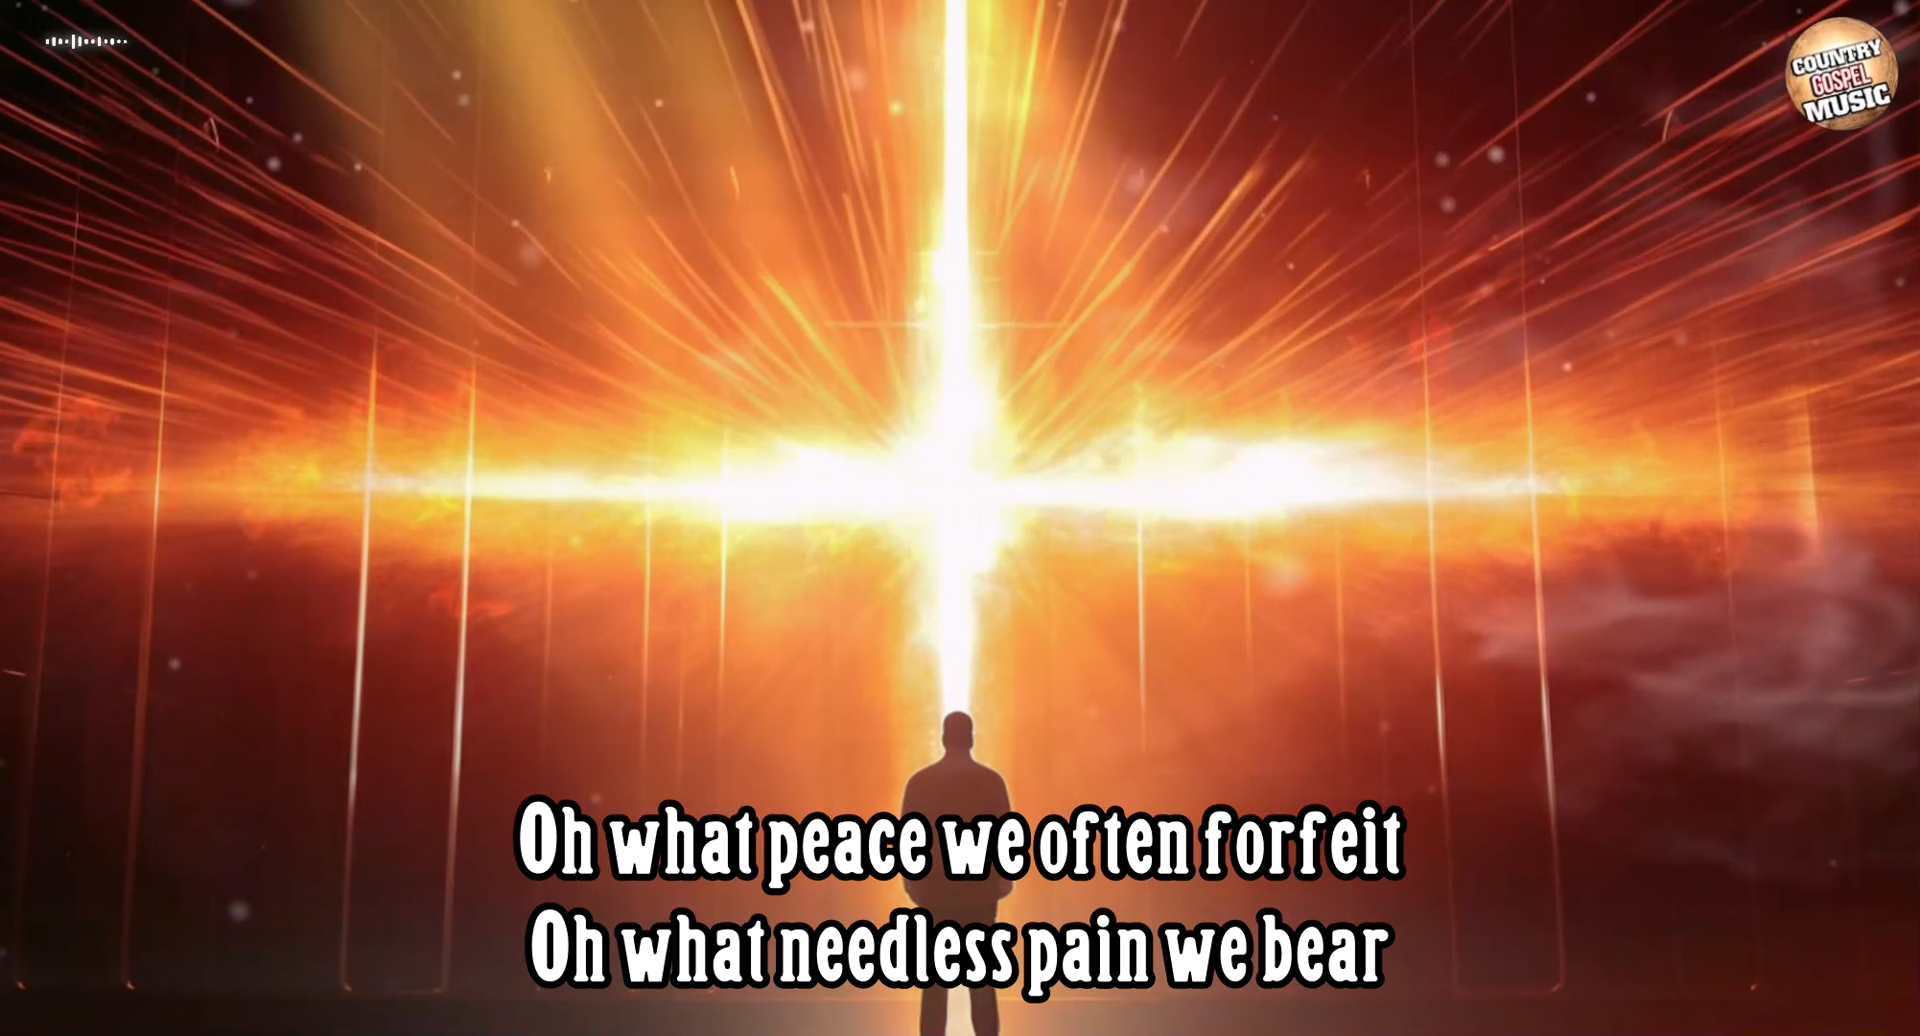 COUNTRY
GOSPEL
MUSIC
Oh what peace we often forfeit
Oh what needless pain we bear